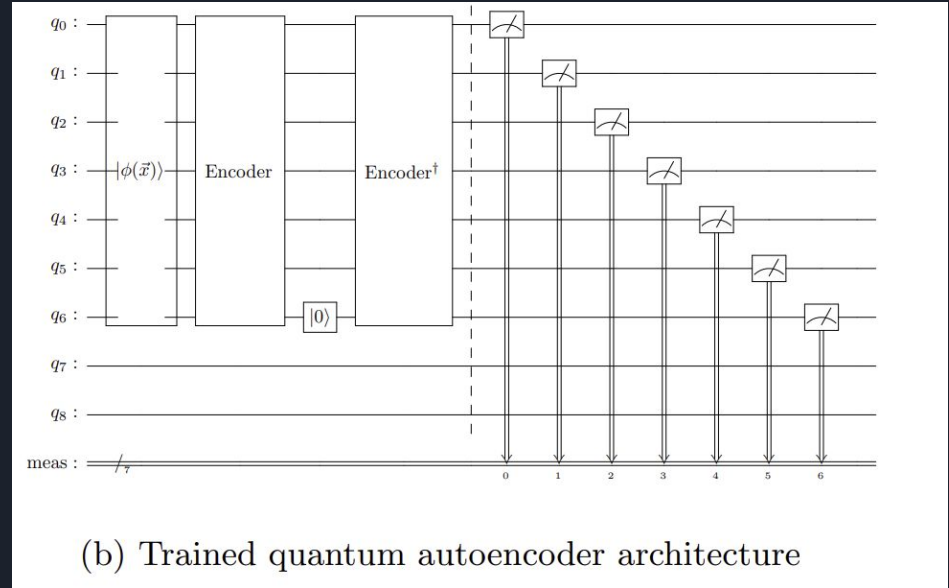 q₀ :
q₁ :
q₂ :
q₃ : |ϕ(x⃗)⟩ Encoder Encoder†
q₄ :
q₅ :
q₆ : |0⟩
q₇ :
q₈ :
meas : 7
0 1 2 3 4 5 6
(b) Trained quantum autoencoder architecture